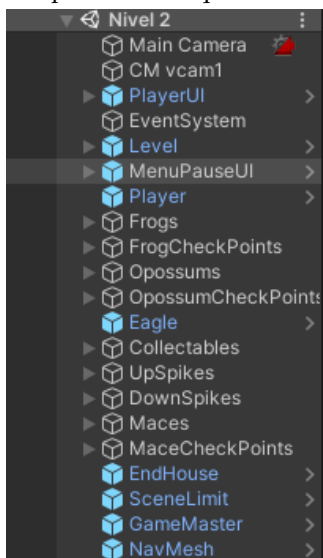 Nível 2
Main Camera
CM vcam1
PlayerUI
EventSystem
Level
MenuPauseUI
Player
Frogs
FrogCheckPoints
Opossums
OpossumCheckPoints
Eagle
Collectables
UpSpikes
DownSpikes
Maces
MaceCheckPoints
EndHouse
SceneLimit
GameMaster
NavMesh